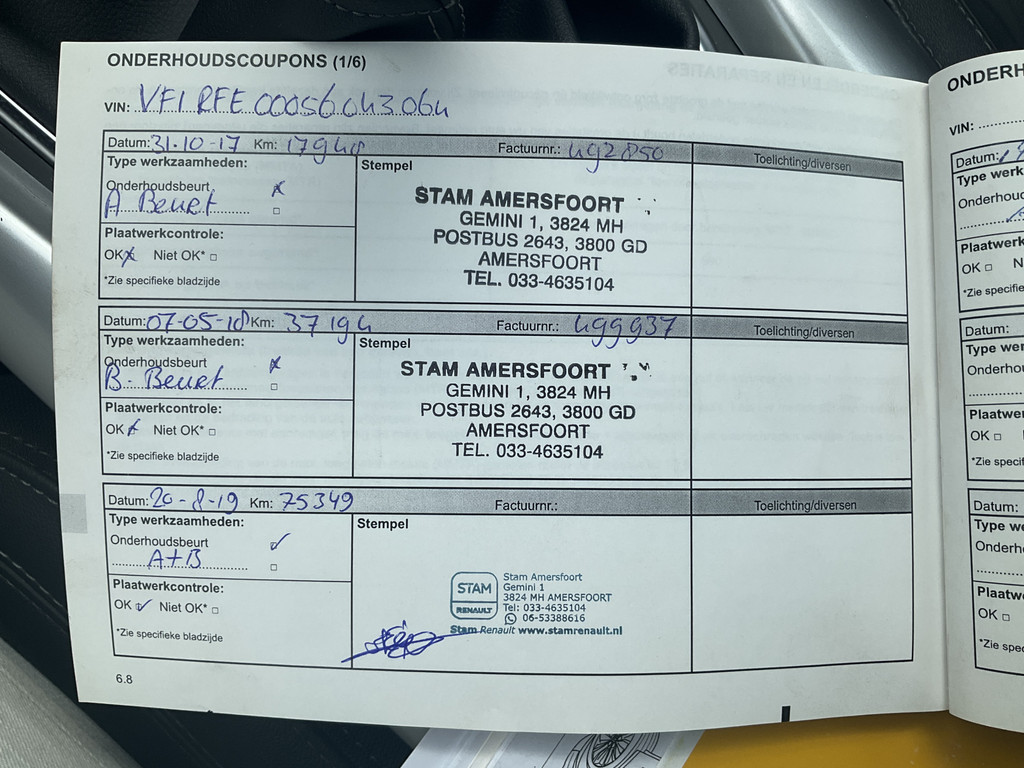 ONDERHOUDSCOUPONS (1/6)
VIN: VF1RFE00056043064
Datum: 31-10-17 Km: 17948 Factuurnr.: 492850 Toelichting/diversen
Type werkzaamheden: Stempel
Onderhoudsbeurt
A Beurt
Plaatwerkcontrole:
OK Niet OK*
*Zie specifieke bladzijde
STAM AMERSFOORT
GEMINI 1, 3824 MH
POSTBUS 2643, 3800 GD
AMERSFOORT
TEL. 033-4635104
Datum: 07-05-18 Km: 37194 Factuurnr.: 499937 Toelichting/diversen
Type werkzaamheden: Stempel
Onderhoudsbeurt
B-Beurt
Plaatwerkcontrole:
OK Niet OK*
*Zie specifieke bladzijde
STAM AMERSFOORT
GEMINI 1, 3824 MH
POSTBUS 2643, 3800 GD
AMERSFOORT
TEL. 033-4635104
Datum: 20-8-19 Km: 75349 Factuurnr.: Toelichting/diversen
Type werkzaamheden: Stempel
Onderhoudsbeurt
A+B
Plaatwerkcontrole:
OK Niet OK*
*Zie specifieke bladzijde
STAM
RENAULT
Stam Amersfoort
Gemini 1
3824 MH AMERSFOORT
Tel: 033-4635104
06-53388616
Stam Renault www.stamrenault.nl
6.8
ONDERH
VIN:
Datum:
Type werk
Onderhoud
Plaatwerk
OK N
*Zie specifie
Datum:
Type wer
Onderho
Plaatwer
OK
*Zie speci
Datum:
Type we
Onderh
Plaatw
OK
*Zie spe